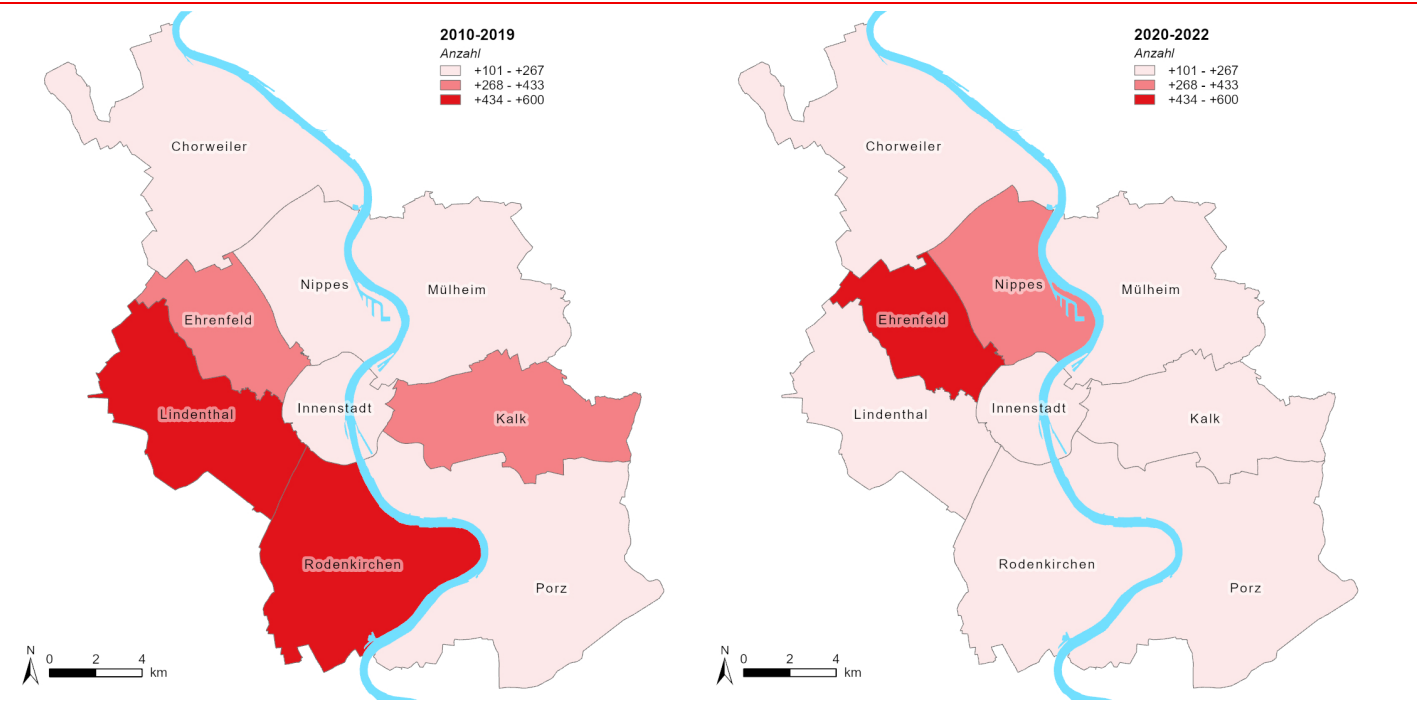 2010-2019
Anzahl
+101 - +267
+268 - +433
+434 - +600
Chorweiler
Nippes
Mülheim
Ehrenfeld
Lindenthal
Innenstadt
Kalk
Rodenkirchen
Porz
N
0 2 4
km
2020-2022
Anzahl
+101 - +267
+268 - +433
+434 - +600
Chorweiler
Nippes
Mülheim
Ehrenfeld
Lindenthal
Innenstadt
Kalk
Rodenkirchen
Porz
N
0 2 4
km